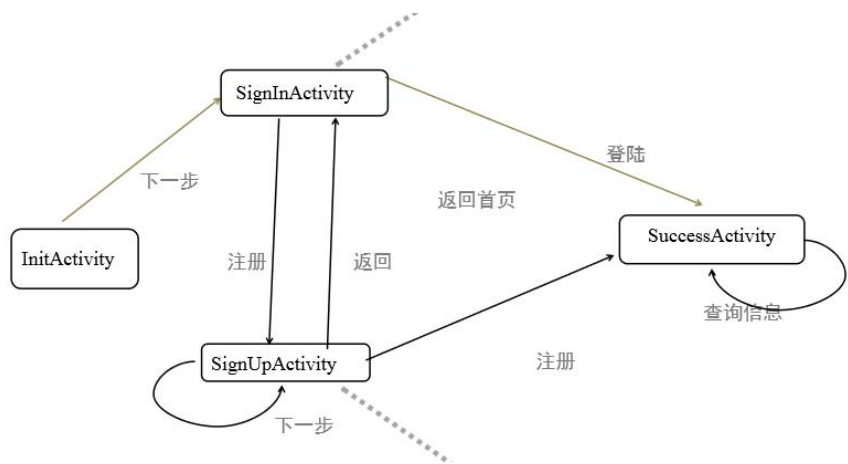 SignInActivity
登陆
下一步
返回首页
SuccessActivity
InitActivity
注册
返回
查询信息
SignUpActivity
注册
下一步